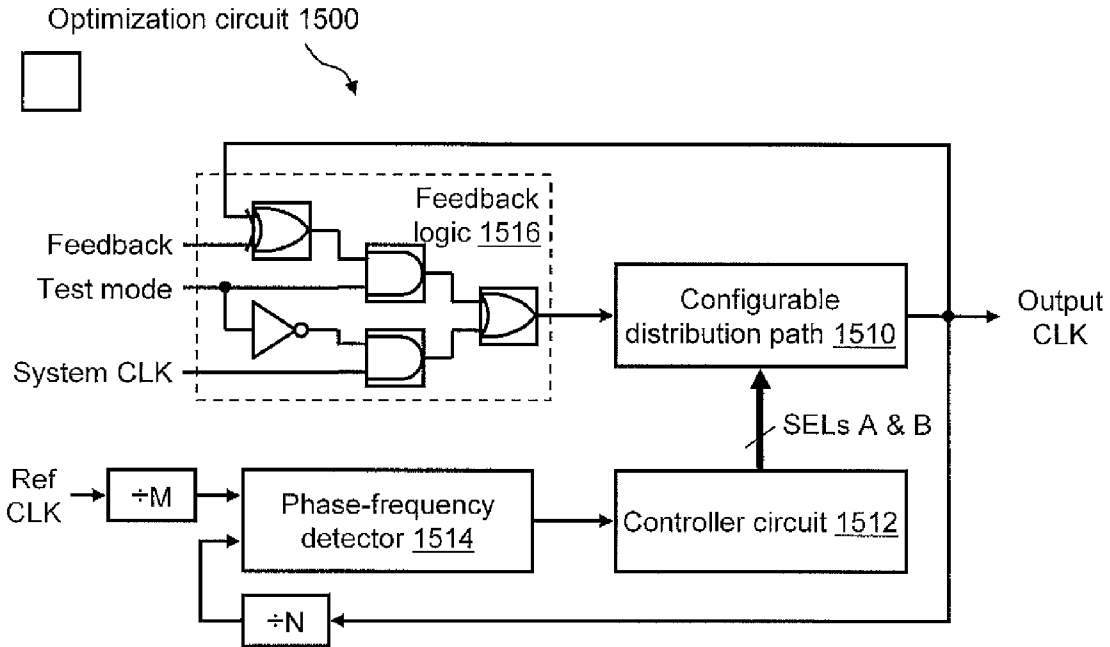 Optimization circuit 1500
Feedback
logic 1516
Feedback
Test mode
System CLK
Configurable
distribution path 1510
Output
CLK
SELs A & B
Ref
CLK
÷M
Phase-frequency
detector 1514
Controller circuit 1512
÷N